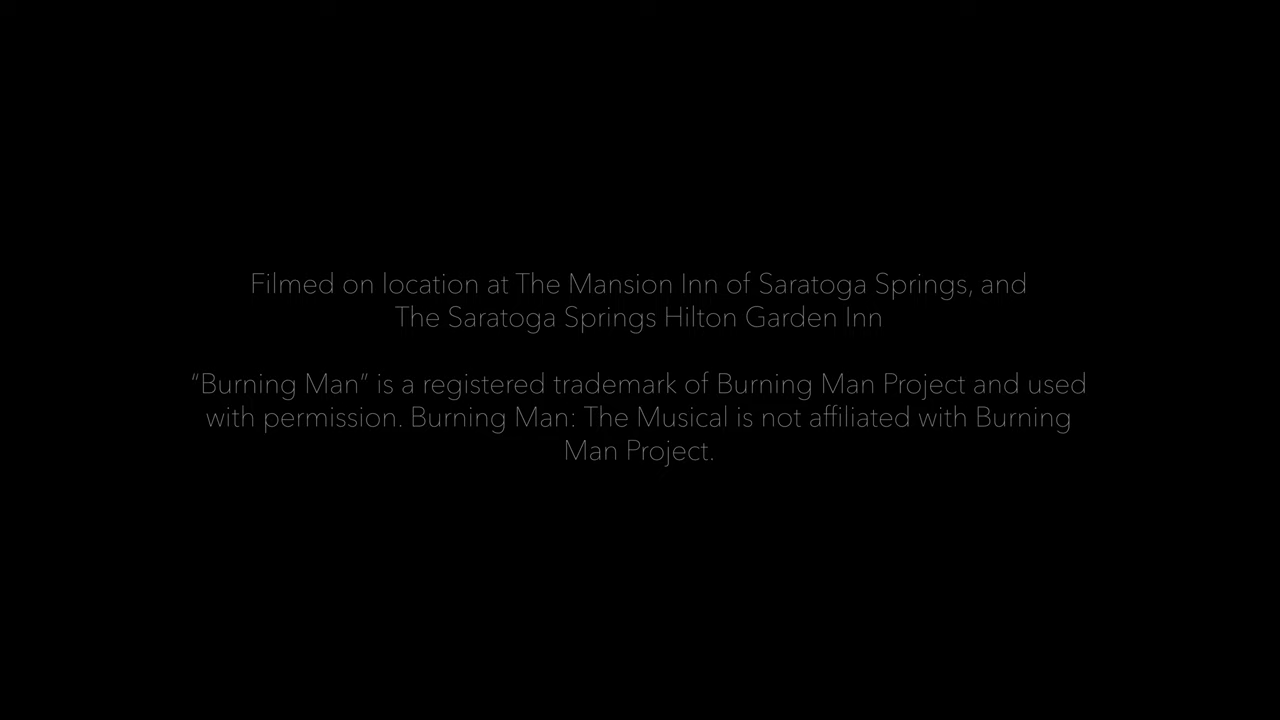 Filmed on location at The Mansion Inn of Saratoga Springs, and
The Saratoga Springs Hilton Garden Inn
“Burning Man” is a registered trademark of Burning Man Project and used
with permission. Burning Man: The Musical is not affiliated with Burning
Man Project.